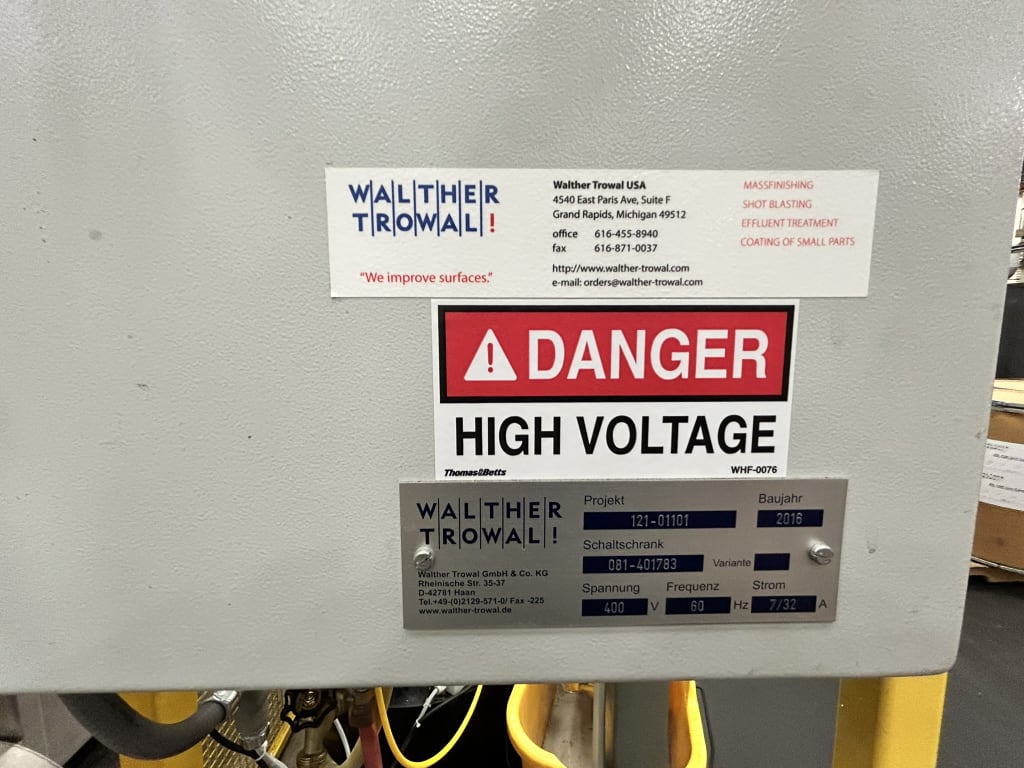 WALTHER
TROWAL!
"We improve surfaces."
Walther Trowal USA
4540 East Paris Ave, Suite F
Grand Rapids, Michigan 49512
office 616-455-8940
fax 616-871-0037
http://www.walther-trowal.com
e-mail: orders@walther-trowal.com
MASSFINISHING
SHOT BLASTING
EFFLUENT TREATMENT
COATING OF SMALL PARTS
DANGER
HIGH VOLTAGE
Thomas&Betts WHF-0076
WALTHER
TROWAL!
Walther Trowal GmbH & Co. KG
Rheinische Str. 35-37
D-42781 Haan
Tel.+49-(0)2129-571-0/ Fax -225
www.walther-trowal.de
Projekt Baujahr
121-01101 2016
Schaltschrank
081-401783 Variante
Spannung Frequenz Strom
400 V 60 Hz 7/32 A